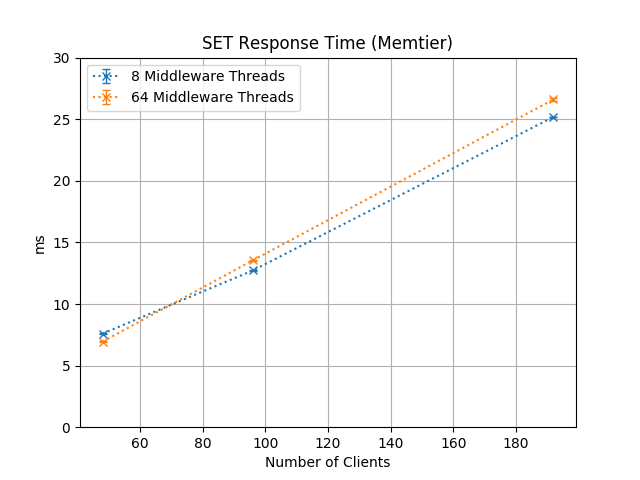 SET Response Time (Memtier)
8 Middleware Threads
64 Middleware Threads
30
25
20
15
10
5
0
ms
60 80 100 120 140 160 180
Number of Clients